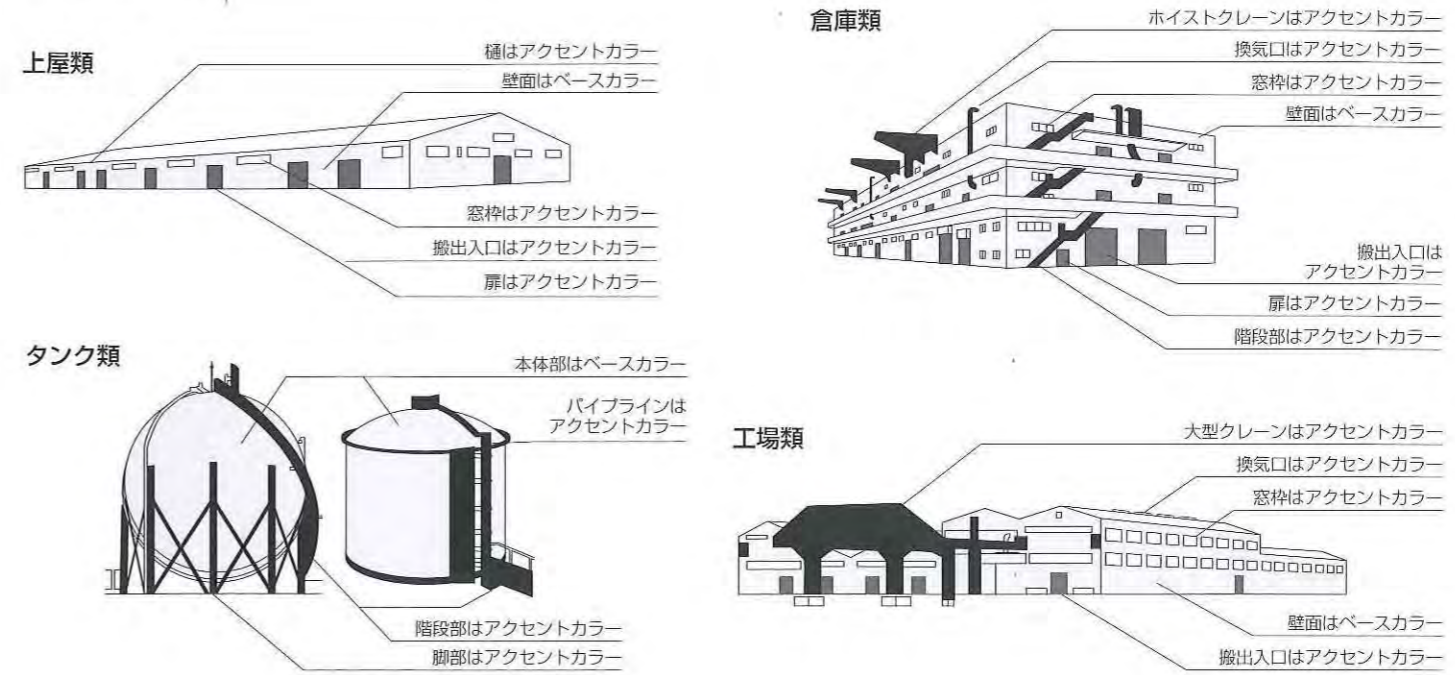 上屋類
樋はアクセントカラー
壁面はベースカラー
窓枠はアクセントカラー
搬出入口はアクセントカラー
扉はアクセントカラー
倉庫類
ホイストクレーンはアクセントカラー
換気口はアクセントカラー
窓枠はアクセントカラー
壁面はベースカラー
搬出入口は
アクセントカラー
扉はアクセントカラー
階段部はアクセントカラー
タンク類
本体部はベースカラー
パイプラインは
アクセントカラー
階段部はアクセントカラー
脚部はアクセントカラー
工場類
大型クレーンはアクセントカラー
換気口はアクセントカラー
窓枠はアクセントカラー
壁面はベースカラー
搬出入口はアクセントカラー